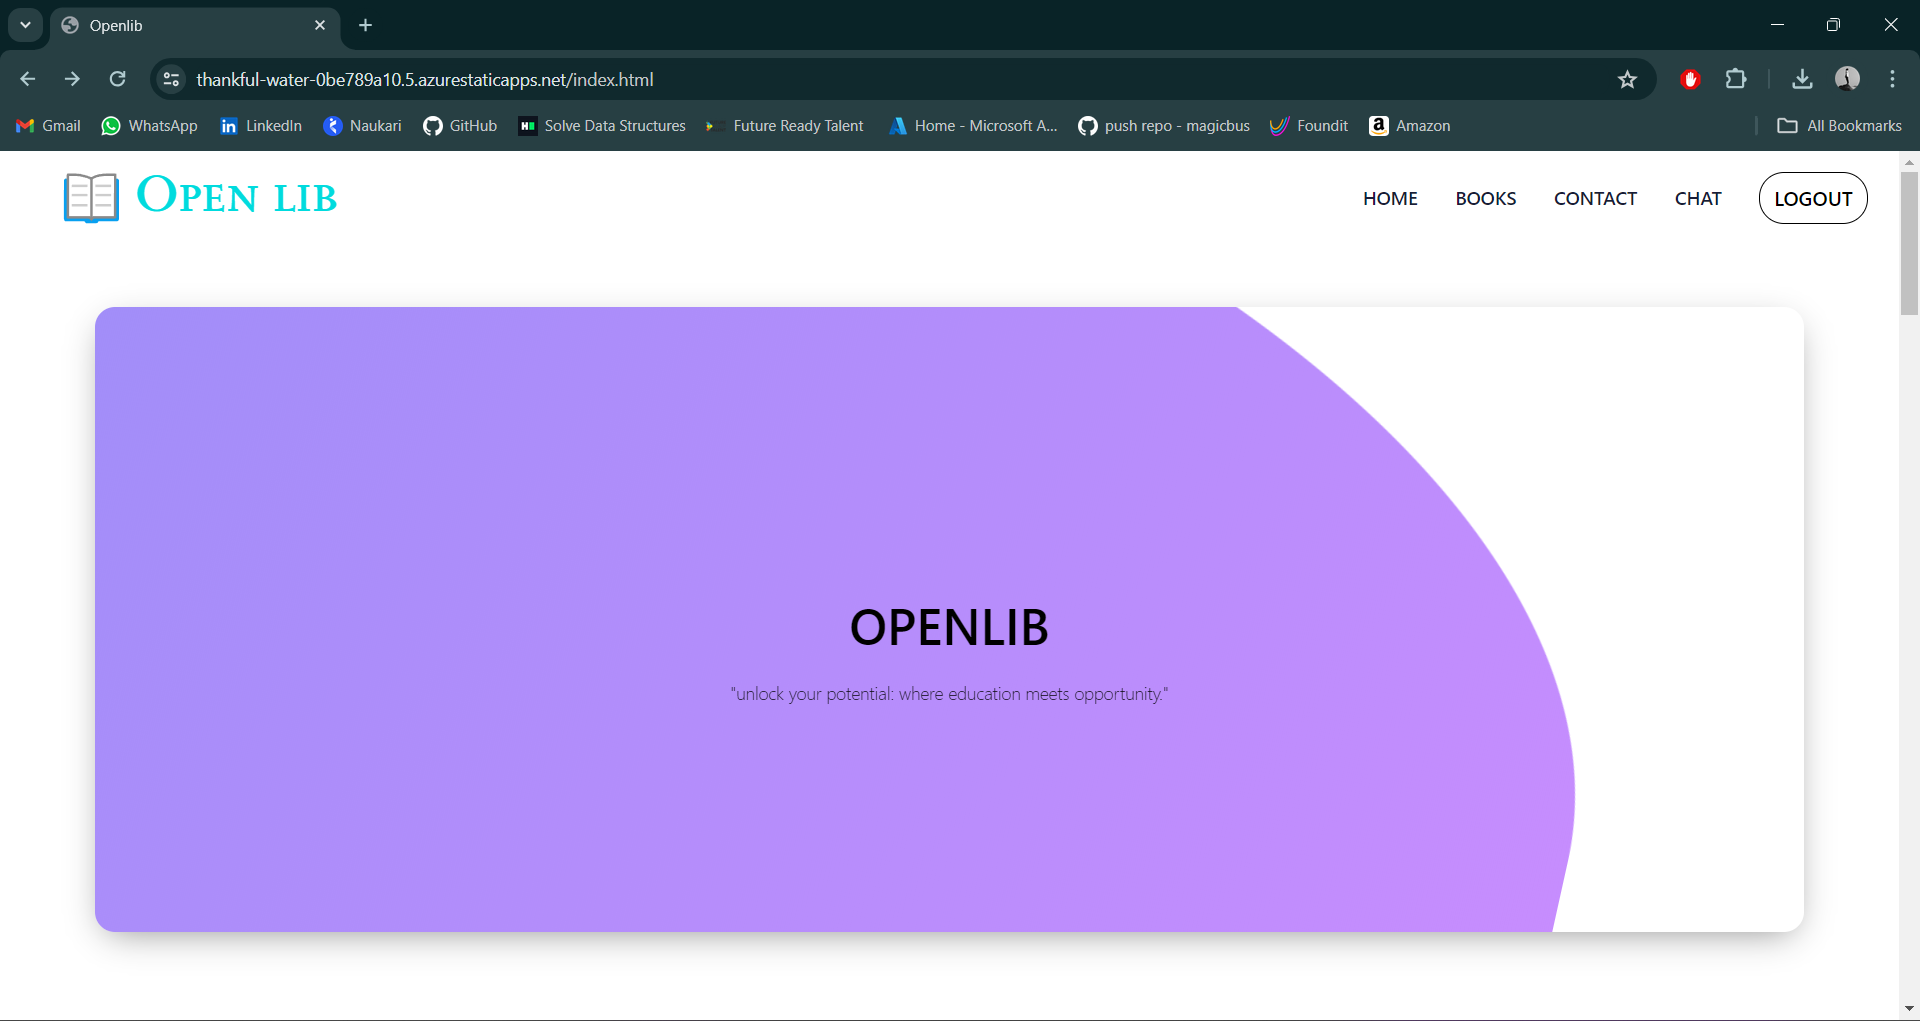 Openlib
thankful-water-0be789a10.5.azurestaticapps.net/index.html
Gmail WhatsApp LinkedIn Naukari GitHub Solve Data Structures Future Ready Talent Home - Microsoft A... push repo - magicbus Foundit Amazon All Bookmarks
OPEN LIB HOME BOOKS CONTACT CHAT LOGOUT
OPENLIB
"unlock your potential: where education meets opportunity."